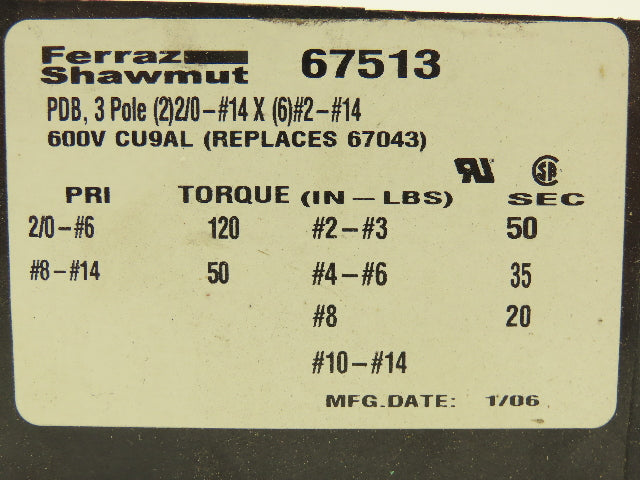 Ferraz
Shawmut 67513
PDB, 3 Pole (2)2/0-#14 X (6)#2-#14
600V CU9AL (REPLACES 67043)
PRI TORQUE (IN-LBS) SEC
2/0-#6 120 #2-#3 50
#8-#14 50 #4-#6 35
#8 20
#10-#14
MFG.DATE: 1/06